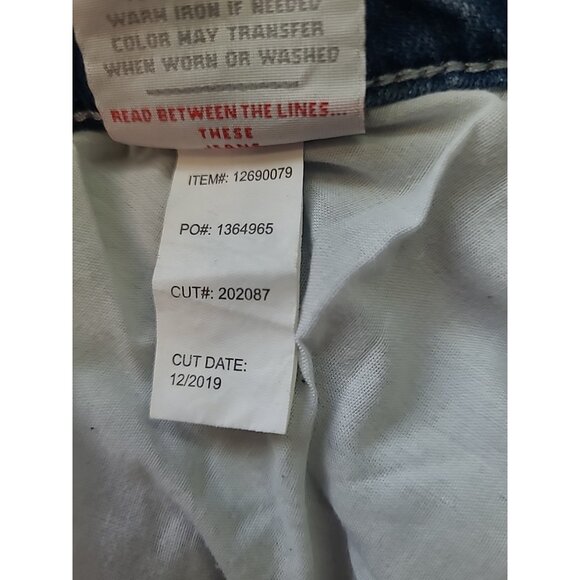 WARM IRON IF NEEDED
COLOR MAY TRANSFER
WHEN WORN OR WASHED
READ BETWEEN THE LINES...
THESE
JEANS
ITEM#: 12690079
PO#: 1364965
CUT#: 202087
CUT DATE:
12/2019